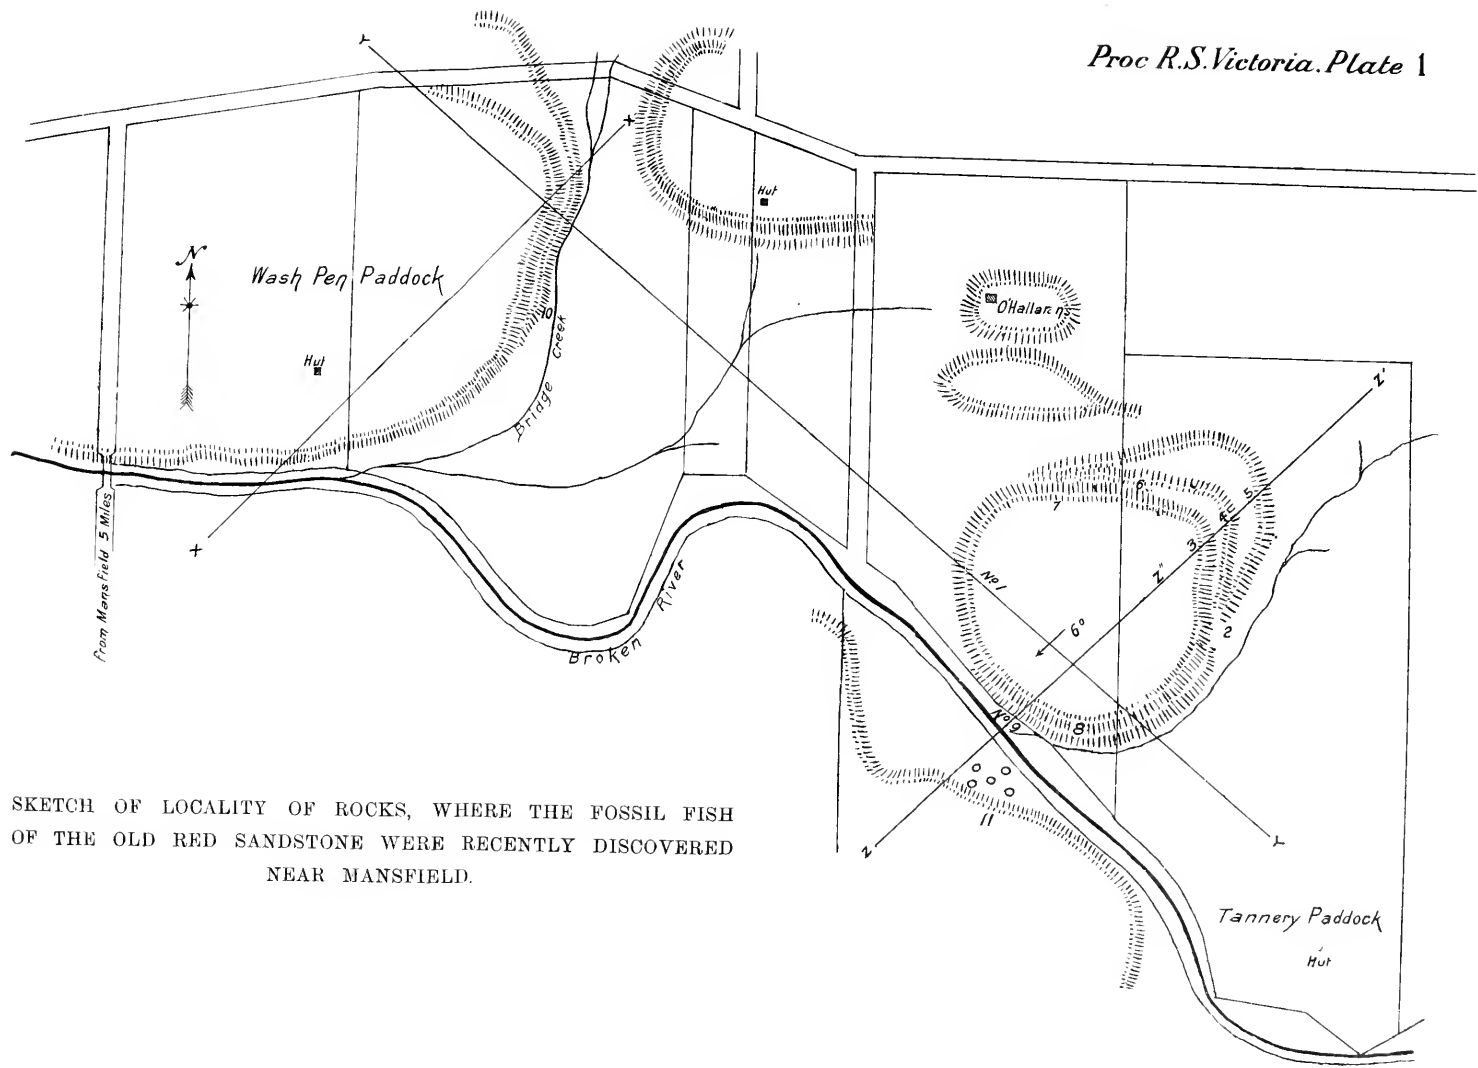 Proc R.S. Victoria. Plate 1
Y
+
Hut
N
Wash Pen Paddock
10
O'Hallaran's
Hut
Bridge Creek
Z'
5
6
4
7
3
+
from Mansfield 5 Miles
No 1
Z"
6°
2
Broken River
No 9
8
SKETCH OF LOCALITY OF ROCKS, WHERE THE FOSSIL FISH
OF THE OLD RED SANDSTONE WERE RECENTLY DISCOVERED
NEAR MANSFIELD.
11
Z
Y
Tannery Paddock
Hut